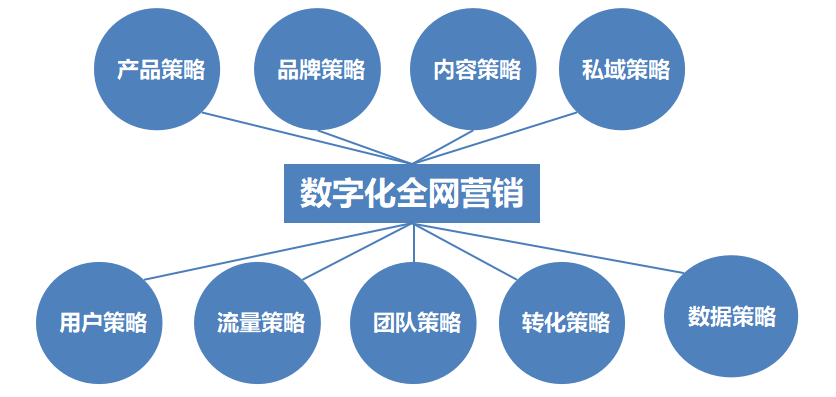 产品策略
品牌策略
内容策略
私域策略
数字化全网营销
用户策略
流量策略
团队策略
转化策略
数据策略